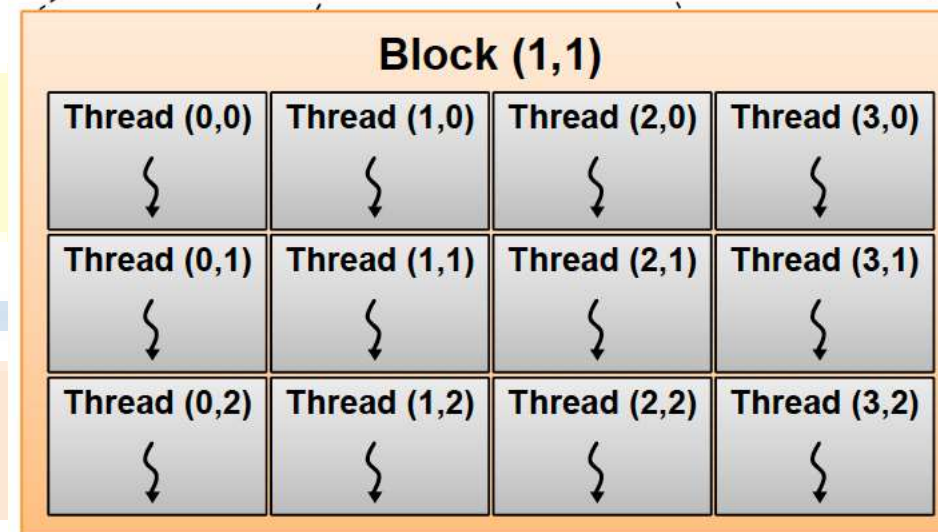 Block (1,1)
Thread (0,0) Thread (1,0) Thread (2,0) Thread (3,0)
Thread (0,1) Thread (1,1) Thread (2,1) Thread (3,1)
Thread (0,2) Thread (1,2) Thread (2,2) Thread (3,2)